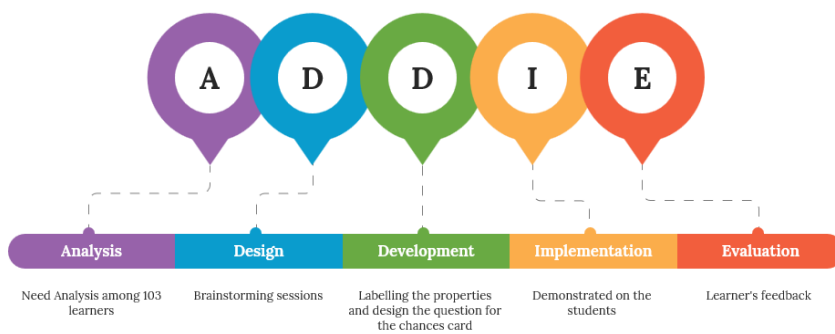 A D D I E
Analysis Design Development Implementation Evaluation
Need Analysis among 103
learners
Brainstorming sessions
Labelling the properties
and design the question for
the chances card
Demonstrated on the
students
Learner's feedback